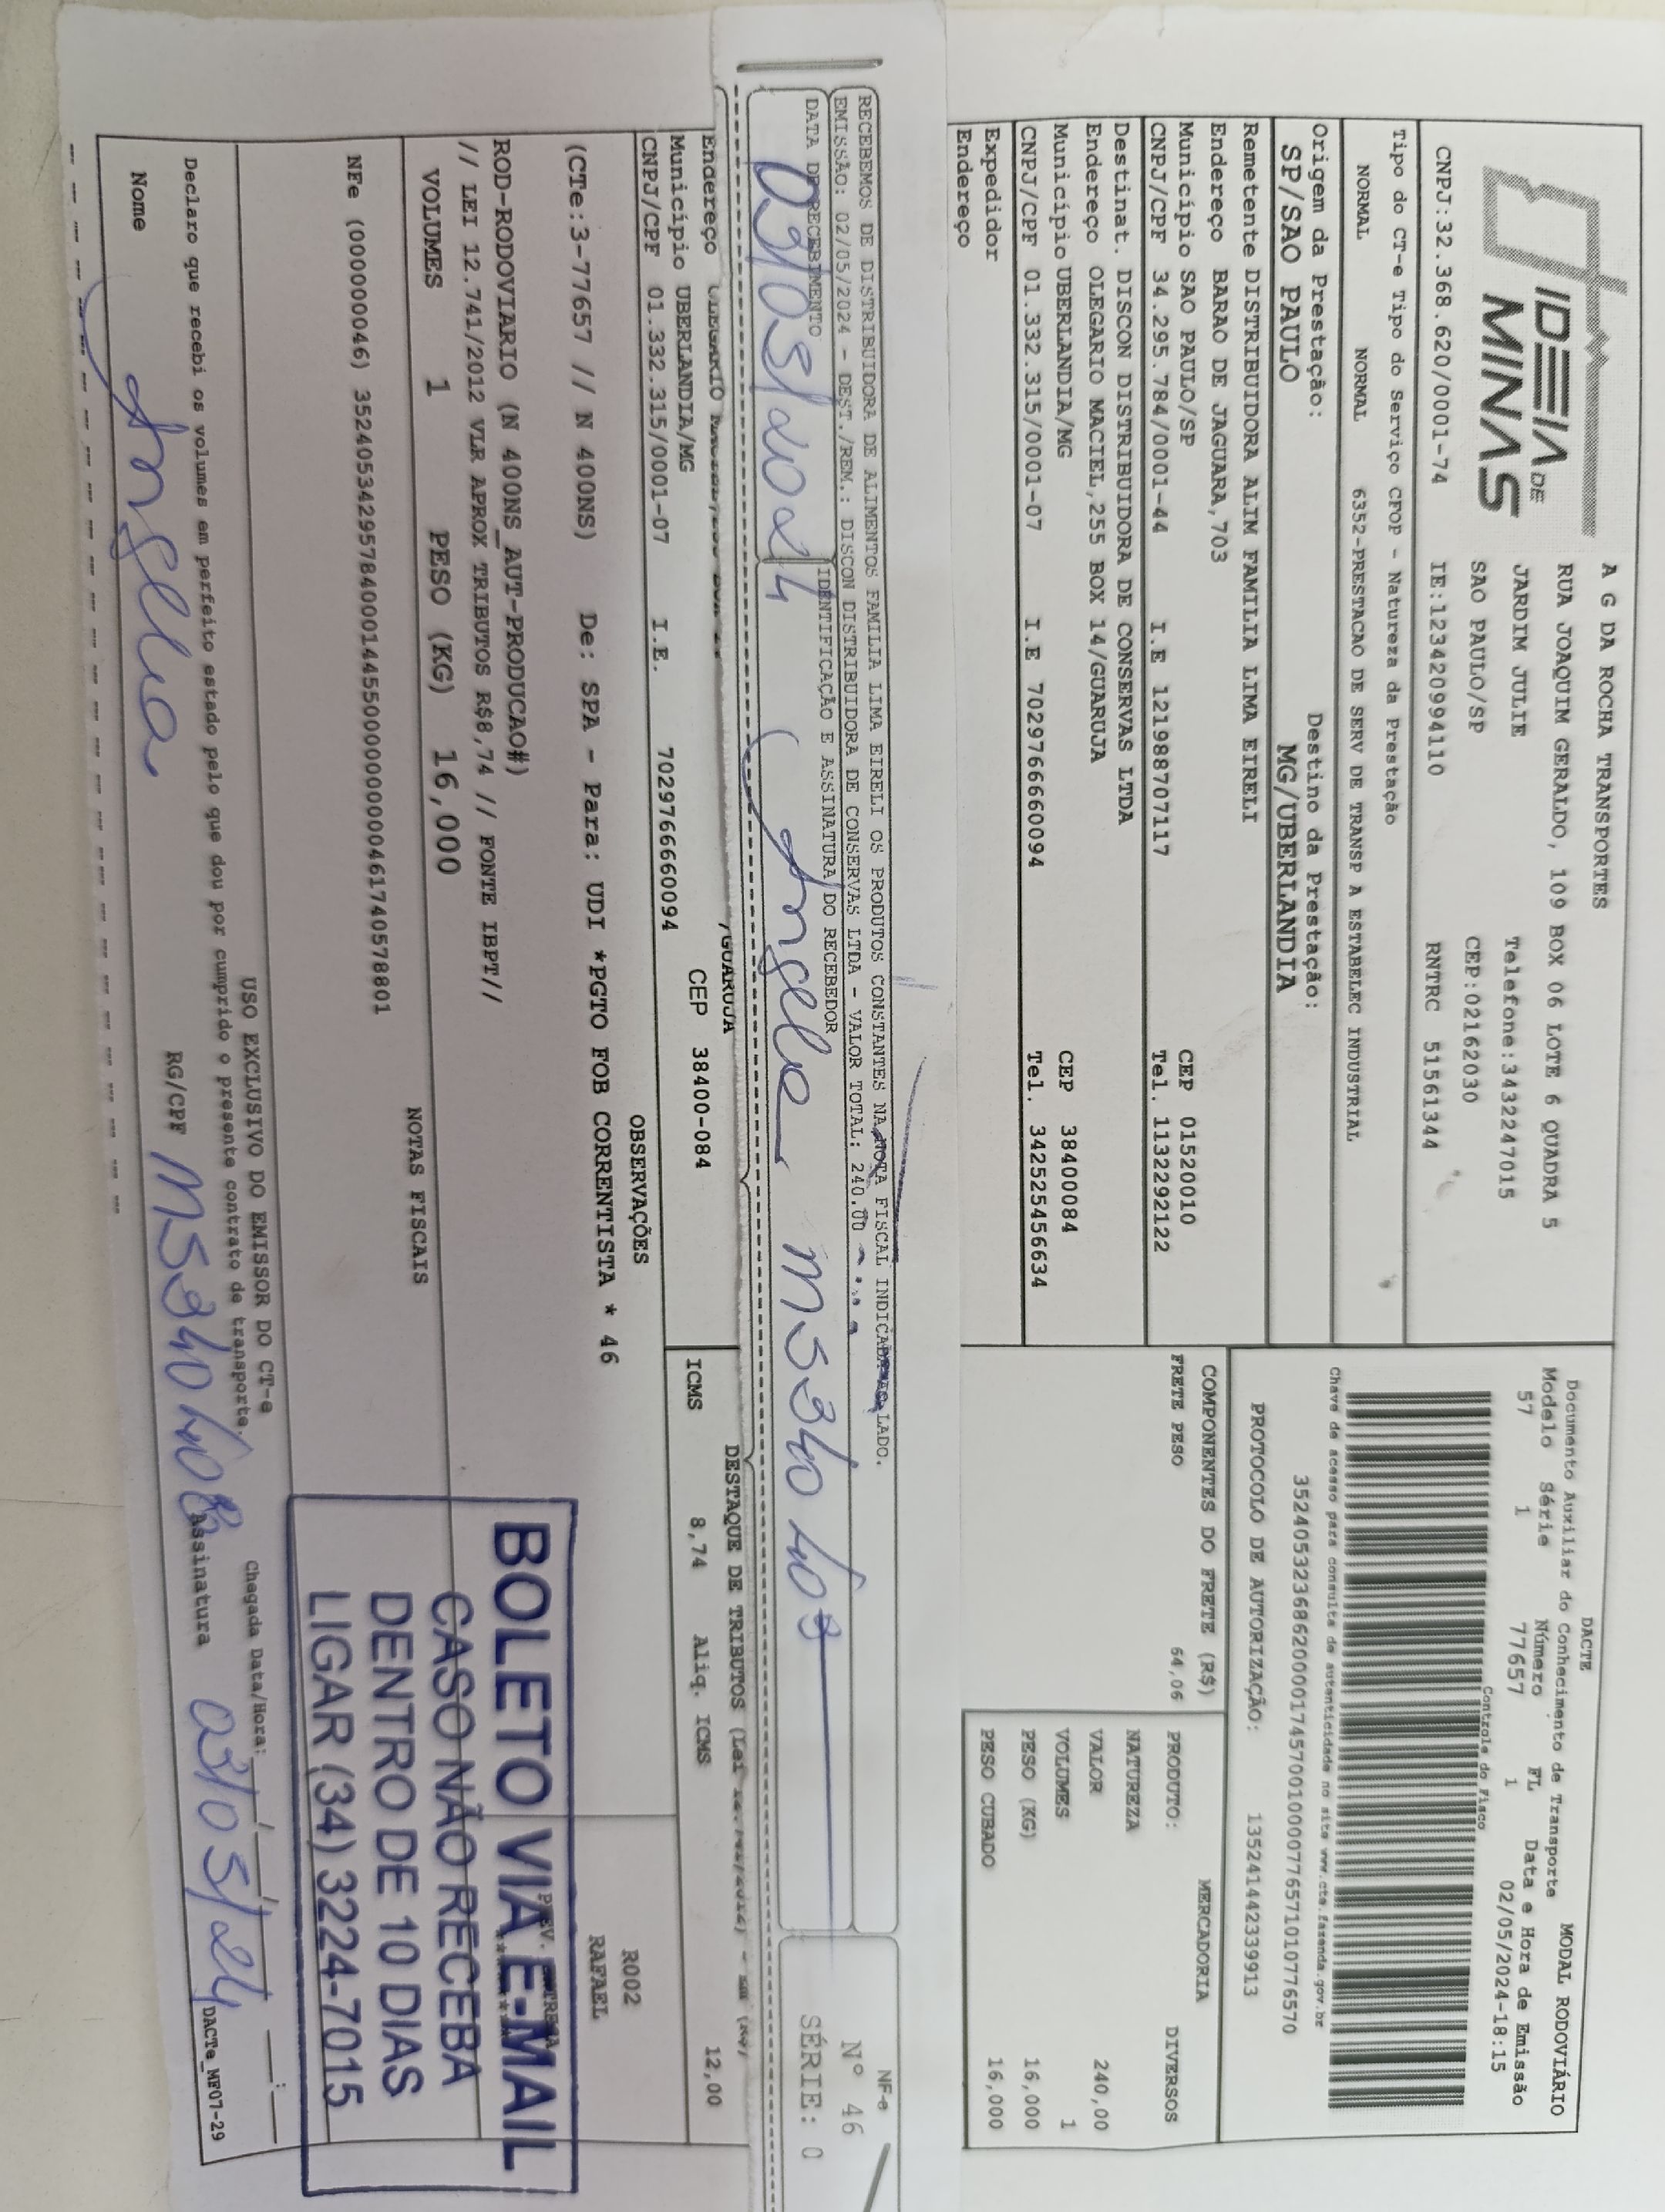 IDEIA DE
MINAS
A G DA ROCHA TRANSPORTES
RUA JOAQUIM GERALDO, 109 BOX 06 LOTE 6 QUADRA 5
JARDIM JULIE Telefone:3432247015
SAO PAULO/SP CEP:02162030
CNPJ:32.368.620/0001-74 IE:123420994110 RNTRC 51561344
DACTE MODAL RODOVIÁRIO
Documento Auxiliar do Conhecimento de Transporte
Modelo Série Número FL Data e Hora de Emissão
57 1 77657 1 02/05/2024-18:15
Controle do Fisco
Chave de acesso para consulta de autenticidade no site www.cte.fazenda.gov.br
35240532368620000174570010000776571010776570
PROTOCOLO DE AUTORIZAÇÃO: 135241442339913
Tipo do CT-e Tipo do Serviço CFOP - Natureza da Prestação
NORMAL NORMAL 6352-PRESTACAO DE SERV DE TRANSP A ESTABELEC INDUSTRIAL
Origem da Prestação: Destino da Prestação:
SP/SAO PAULO MG/UBERLANDIA
Remetente DISTRIBUIDORA ALIM FAMILIA LIMA EIRELI
Endereço BARAO DE JAGUARA,703
Município SAO PAULO/SP CEP 01520010
CNPJ/CPF 34.295.784/0001-44 I.E 121988707117 Tel. 1132292122
Destinat. DISCON DISTRIBUIDORA DE CONSERVAS LTDA
Endereço OLEGARIO MACIEL,255 BOX 14/GUARUJA
Município UBERLANDIA/MG CEP 38400084
CNPJ/CPF 01.332.315/0001-07 I.E 7029766660094 Tel. 342525456634
Expedidor
Endereço
COMPONENTES DO FRETE (R$)
FRETE PESO 64,06
MERCADORIA
PRODUTO: DIVERSOS
NATUREZA
VALOR 240,00
VOLUMES 1
PESO (KG) 16,000
PESO CUBADO 16,000
RECEBEMOS DE DISTRIBUIDORA DE ALIMENTOS FAMILIA LIMA EIRELI OS PRODUTOS CONSTANTES NA NOTA FISCAL INDICADA AO LADO.
EMISSÃO: 02/05/2024 - DEST./REM.: DISCON DISTRIBUIDORA DE CONSERVAS LTDA - VALOR TOTAL: 240.00
DATA DE RECEBIMENTO IDENTIFICAÇÃO E ASSINATURA DO RECEBEDOR
03/05/2024 Angelica M5340408
NF-e
Nº 46
SÉRIE: 0
Endereço /GUARUJA
Município UBERLANDIA/MG CEP 38400-084
CNPJ/CPF 01.332.315/0001-07 I.E. 7029766660094
DESTAQUE DE TRIBUTOS
ICMS 8,74 Aliq. ICMS 12,00
OBSERVAÇÕES
(CTe:3-77657 // N 400NS) De: SPA - Para: UDI *PGTO FOB CORRENTISTA * 46
ROD-RODOVIARIO (N 400NS_AUT-PRODUCAO#)
// LEI 12.741/2012 VLR APROX TRIBUTOS R$8,74 // FONTE IBPT//
R002
RAFAEL
PREV. ENTREGA
VOLUMES 1 PESO (KG) 16,000
NOTAS FISCAIS
NFe (000000046) 35240534295784000144550000000000461740578801
BOLETO VIA E-MAIL
CASO NÃO RECEBA
DENTRO DE 10 DIAS
LIGAR (34) 3224-7015
USO EXCLUSIVO DO EMISSOR DO CT-e
Declaro que recebi os volumes em perfeito estado pelo que dou por cumprido o presente contrato de transporte.
Chegada Data/Hora: __/__/__ __:__
Nome Angelica RG/CPF M5340408 Assinatura 03/05/24
DACTe_MF07-29